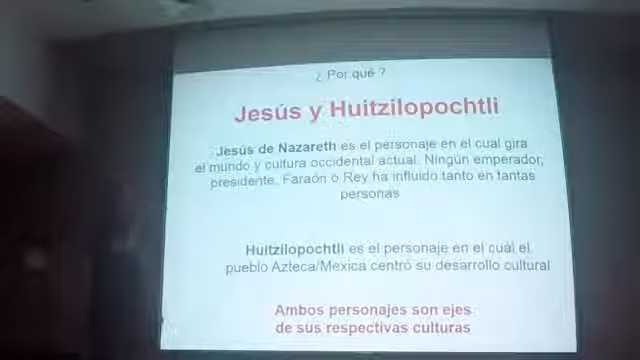 ¿ Por qué ?
Jesús y Huitzilopochtli
Jesús de Nazareth es el personaje en el cual gira
el mundo y cultura occidental actual. Ningún emperador,
presidente, Faraón o Rey ha influido tanto en tantas
personas
Huitzilopochtli es el personaje en el cuál el
pueblo Azteca/Mexica centró su desarrollo cultural
Ambos personajes son ejes
de sus respectivas culturas